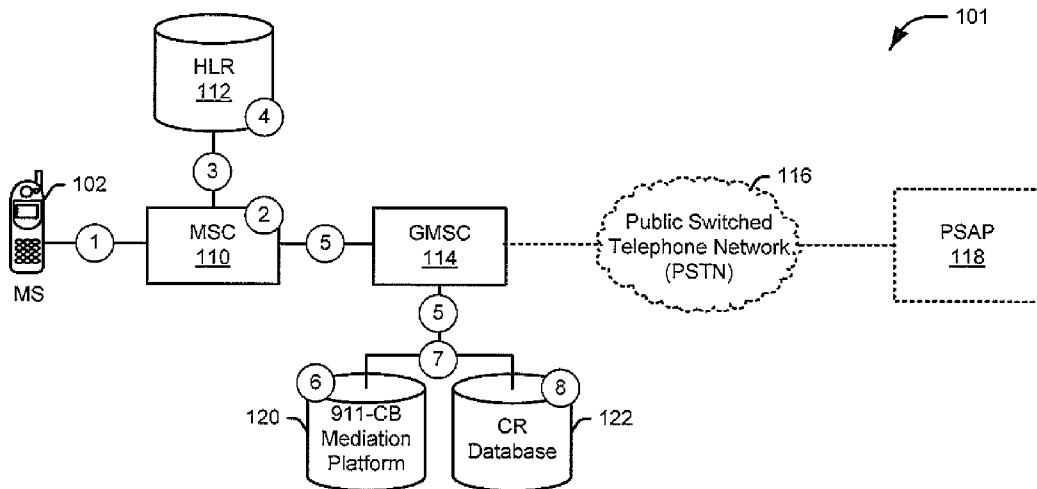 101
HLR
112
4
3
102
116
2
MSC
110
1
5
GMSC
114
Public Switched
Telephone Network
(PSTN)
PSAP
118
MS
5
7
6
8
120
911-CB
Mediation
Platform
CR
Database
122